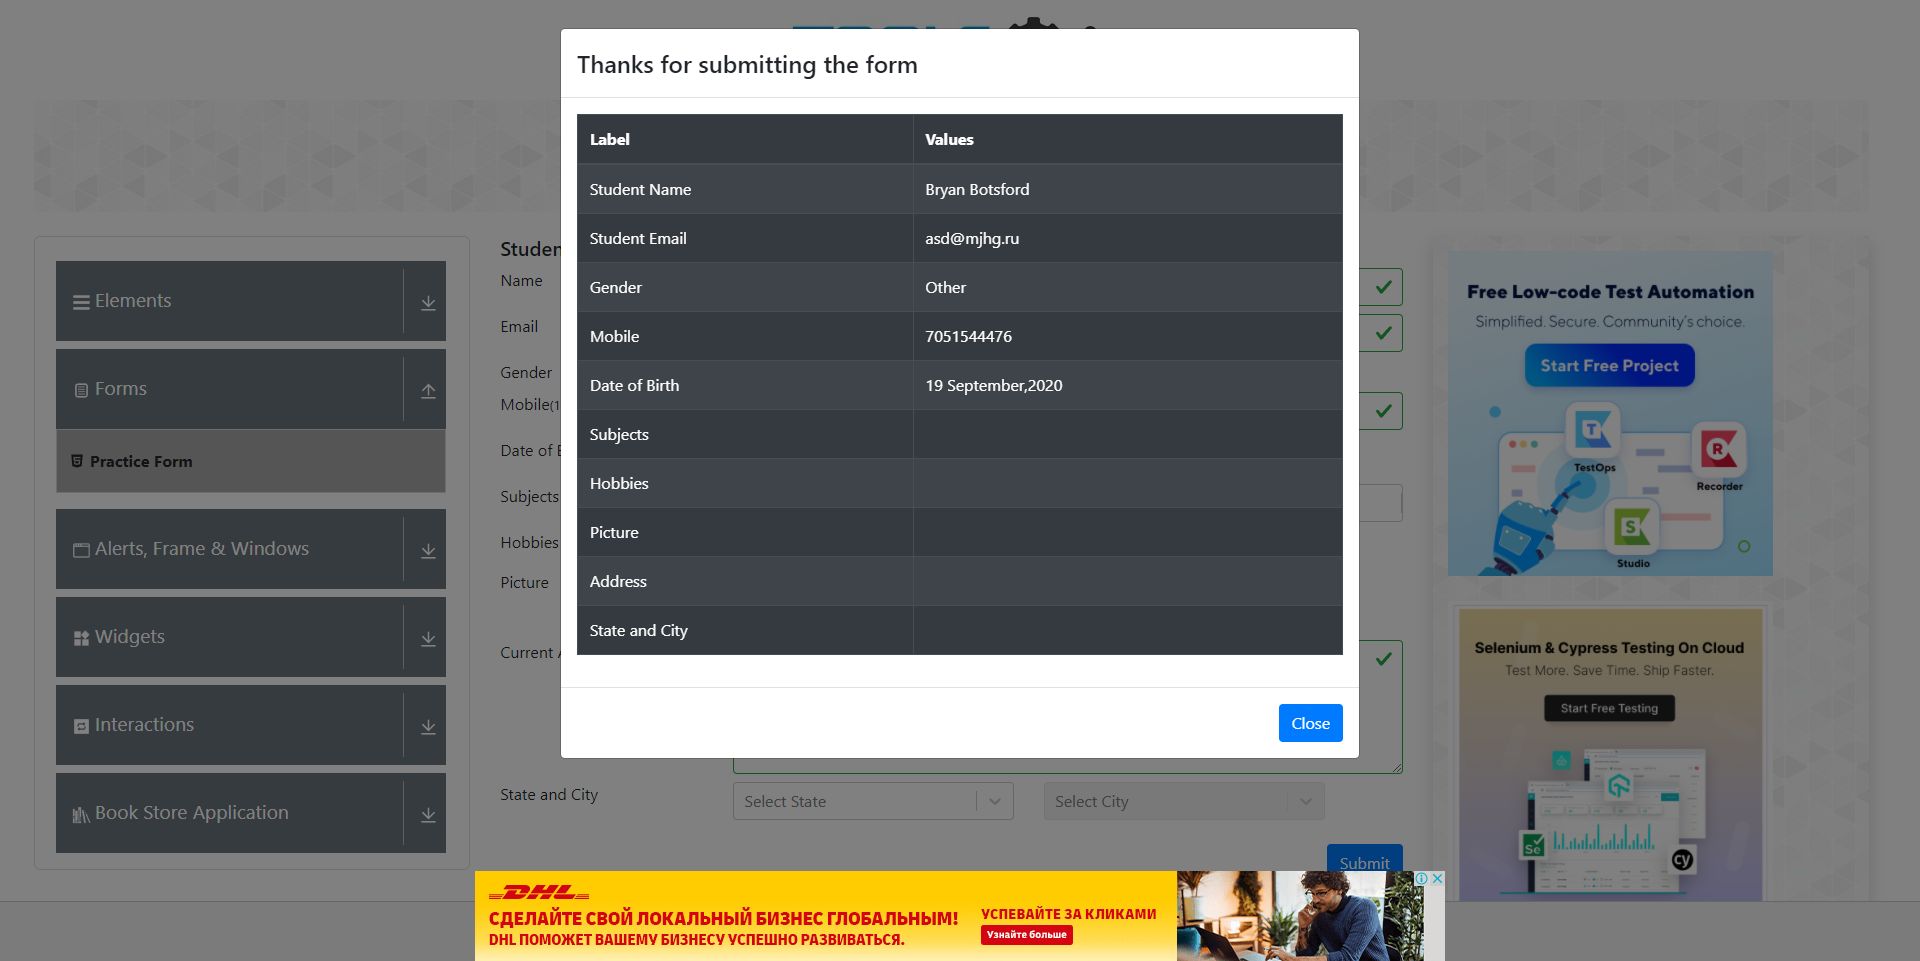 Thanks for submitting the form
Label Values
Student Name Bryan Botsford
Student Email asd@mjhg.ru
Gender Other
Mobile 7051544476
Date of Birth 19 September,2020
Subjects
Hobbies
Picture
Address
State and City
Close
Elements
Forms
Practice Form
Alerts, Frame & Windows
Widgets
Interactions
Book Store Application
Studen
Name
Email
Gender
Mobile(1
Date of B
Subjects
Hobbies
Picture
Current A
State and City Select State Select City
Submit
Free Low-code Test Automation
Simplified. Secure. Community's choice.
Start Free Project
TestOps
Recorder
Studio
Selenium & Cypress Testing On Cloud
Test More. Save Time. Ship Faster.
Start Free Testing
Se
cy
DHL
СДЕЛАЙТЕ СВОЙ ЛОКАЛЬНЫЙ БИЗНЕС ГЛОБАЛЬНЫМ!
DHL ПОМОЖЕТ ВАШЕМУ БИЗНЕСУ УСПЕШНО РАЗВИВАТЬСЯ.
УСПЕВАЙТЕ ЗА КЛИКАМИ
Узнайте больше